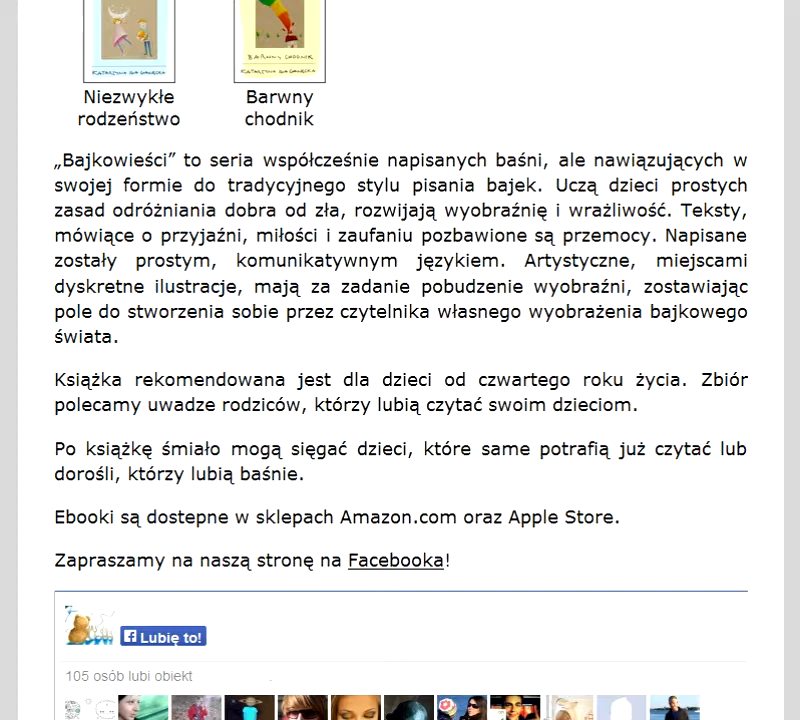 BARWNY CHODNIK
Niezwykłe
rodzeństwo
Barwny
chodnik
„Bajkowieści” to seria współcześnie napisanych baśni, ale nawiązujących w
swojej formie do tradycyjnego stylu pisania bajek. Uczą dzieci prostych
zasad odróżniania dobra od zła, rozwijają wyobraźnię i wrażliwość. Teksty,
mówiące o przyjaźni, miłości i zaufaniu pozbawione są przemocy. Napisane
zostały prostym, komunikatywnym językiem. Artystyczne, miejscami
dyskretne ilustracje, mają za zadanie pobudzenie wyobraźni, zostawiając
pole do stworzenia sobie przez czytelnika własnego wyobrażenia bajkowego
świata.
Książka rekomendowana jest dla dzieci od czwartego roku życia. Zbiór
polecamy uwadze rodziców, którzy lubią czytać swoim dzieciom.
Po książkę śmiało mogą sięgać dzieci, które same potrafią już czytać lub
dorośli, którzy lubią baśnie.
Ebooki są dostepne w sklepach Amazon.com oraz Apple Store.
Zapraszamy na naszą stronę na Facebooka!
Lubię to!
105 osób lubi obiekt